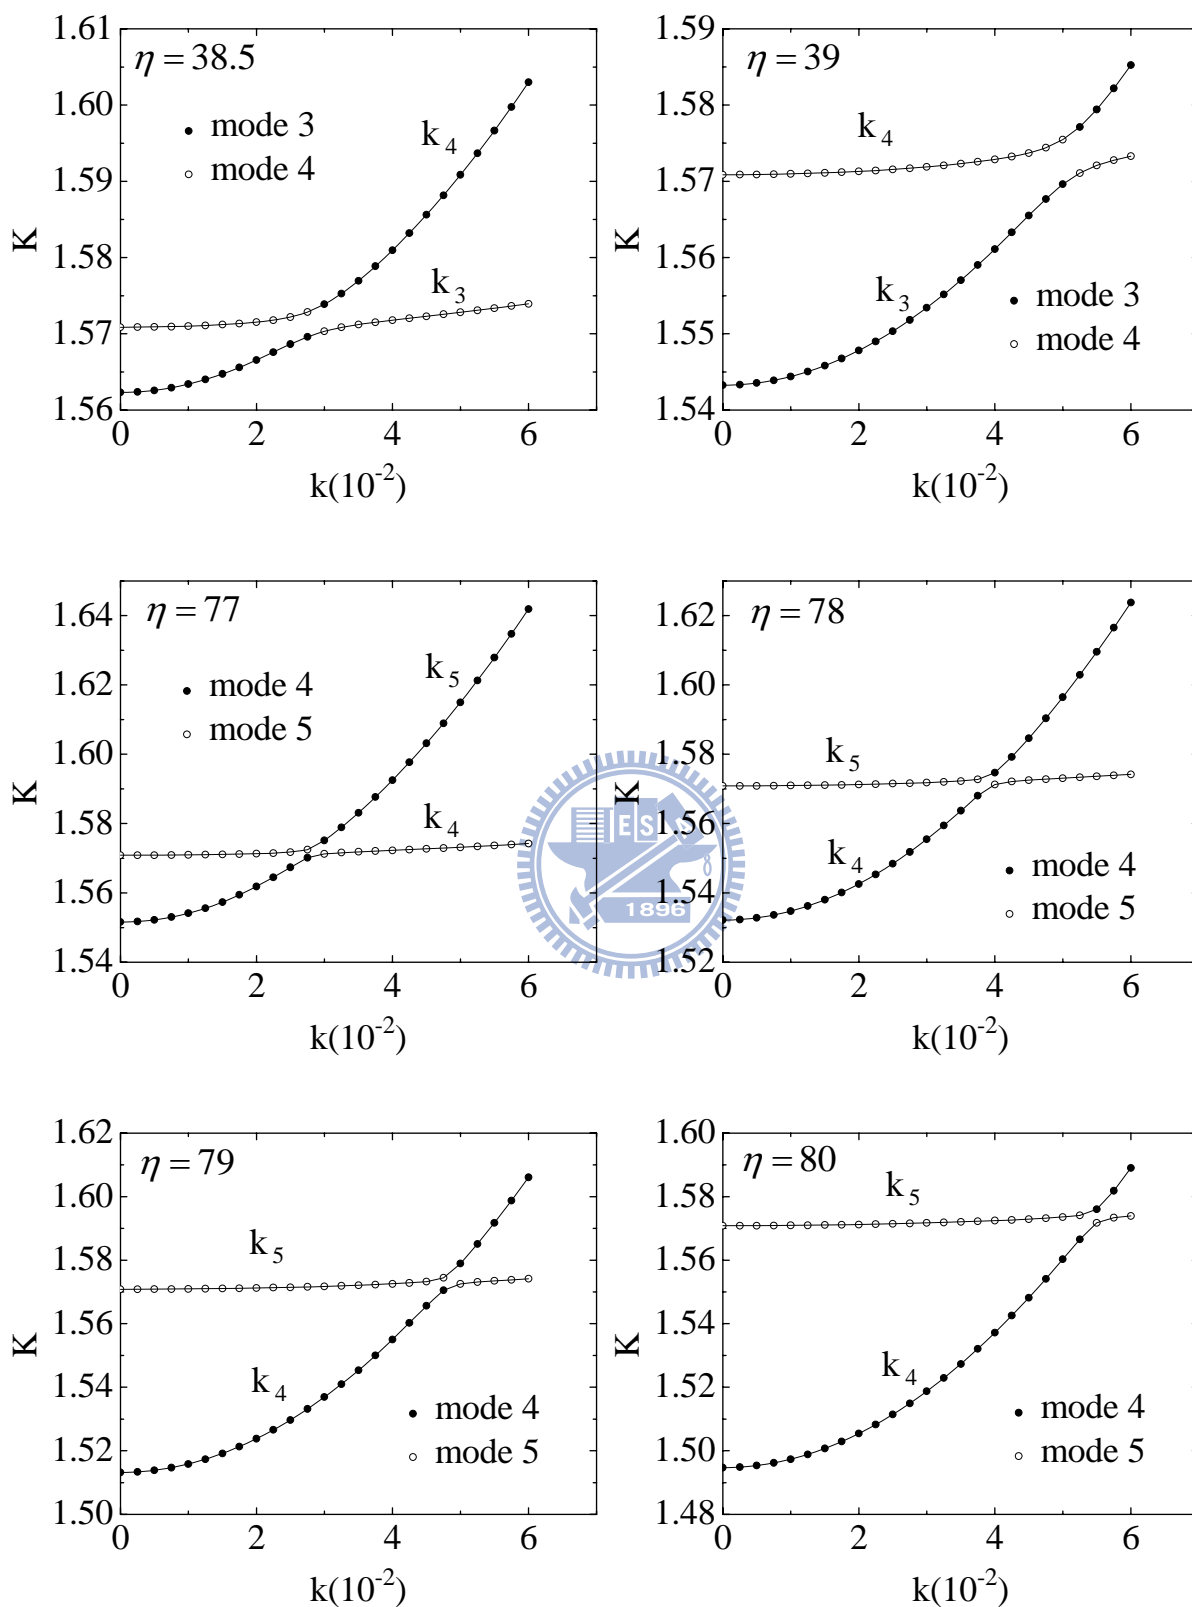 η = 38.5
mode 3
mode 4
k4
k3
1.61
1.60
1.59
1.58
1.57
1.56
K
0 2 4 6
k(10-2)
η = 39
k4
k3
mode 3
mode 4
1.59
1.58
1.57
1.56
1.55
1.54
K
0 2 4 6
k(10-2)
η = 77
mode 4
mode 5
k5
k4
1.64
1.62
1.60
1.58
1.56
1.54
K
0 2 4 6
k(10-2)
η = 78
k5
k4
mode 4
mode 5
1.62
1.60
1.58
1.56
1.54
1.52
K
0 2 4 6
k(10-2)
ES
1896
η = 79
k5
k4
mode 4
mode 5
1.62
1.60
1.58
1.56
1.54
1.52
1.50
K
0 2 4 6
k(10-2)
η = 80
k5
k4
mode 4
mode 5
1.60
1.58
1.56
1.54
1.52
1.50
1.48
K
0 2 4 6
k(10-2)